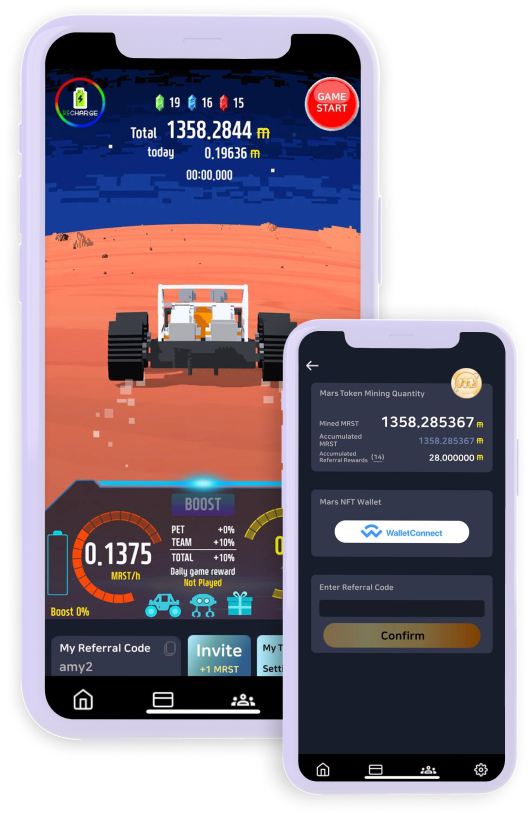 RECHARGE
19 16 15
GAME
START
Total 1358.2844 m
today 0.19636 m
00:00.000
BOOST
0.1375
MRST/h
Boost 0%
PET +0%
TEAM +10%
TOTAL +10%
Daily game reward
Not Played
0
My Referral Code
amy2
Invite
+1 MRST
My T
Setti
Mars Token Mining Quantity
Mined MRST 1358.285367 m
Accumulated
MRST 1358.285367 m
Accumulated
Referral Rewards (14) 28.000000 m
Mars NFT Wallet
WalletConnect
Enter Referral Code
Confirm